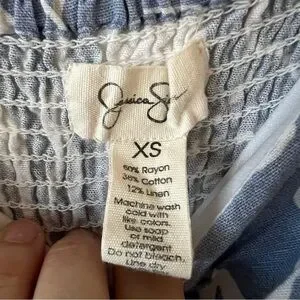 Jessica Simpson
XS
50% Rayon
38% Cotton
12% Linen
Machine wash
cold with
like colors.
Use soap
or mild
detergent
Do not bleach.
Line dry